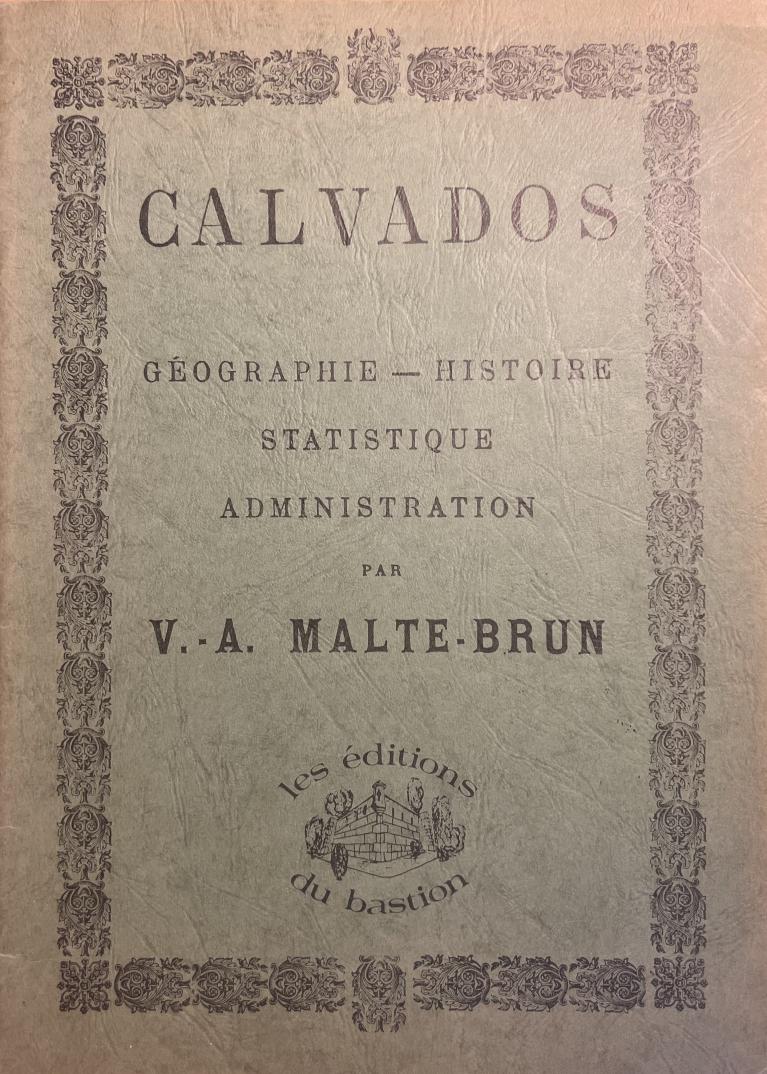 CALVADOS
GÉOGRAPHIE — HISTOIRE
STATISTIQUE
ADMINISTRATION
PAR
V.-A. MALTE-BRUN
les éditions
du bastion